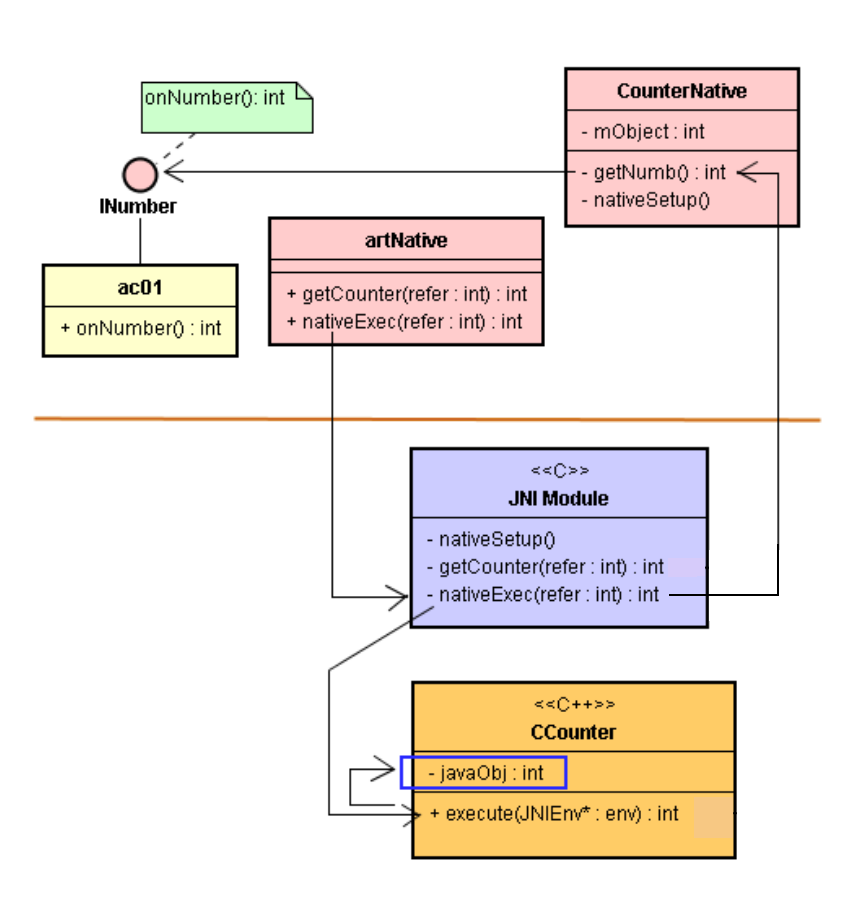 onNumber(): int
INumber
CounterNative
- mObject : int
- getNumb() : int
- nativeSetup()
artNative
+ getCounter(refer : int) : int
+ nativeExec(refer : int) : int
ac01
+ onNumber() : int
<<C>>
JNI Module
- nativeSetup()
- getCounter(refer : int) : int
- nativeExec(refer : int) : int
<<C++>>
CCounter
- javaObj : int
+ execute(JNIEnv* : env) : int